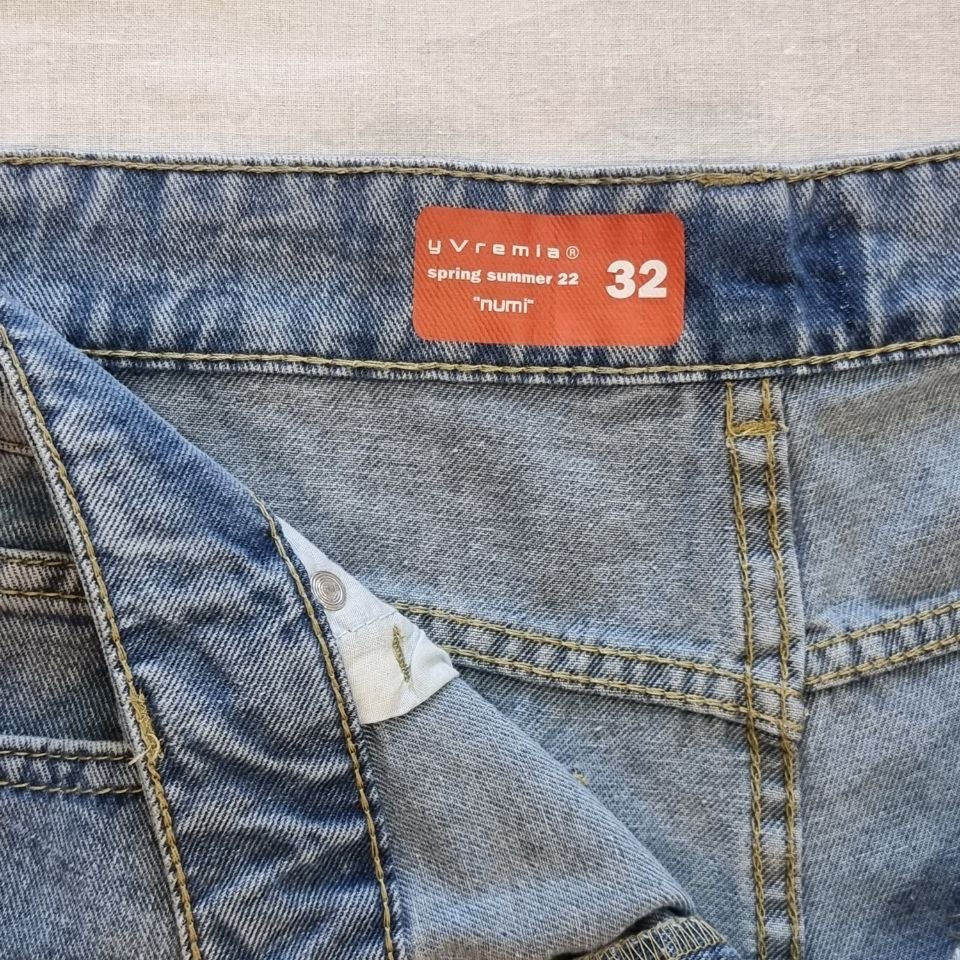 yVremia®
spring summer 22
"numi"
32